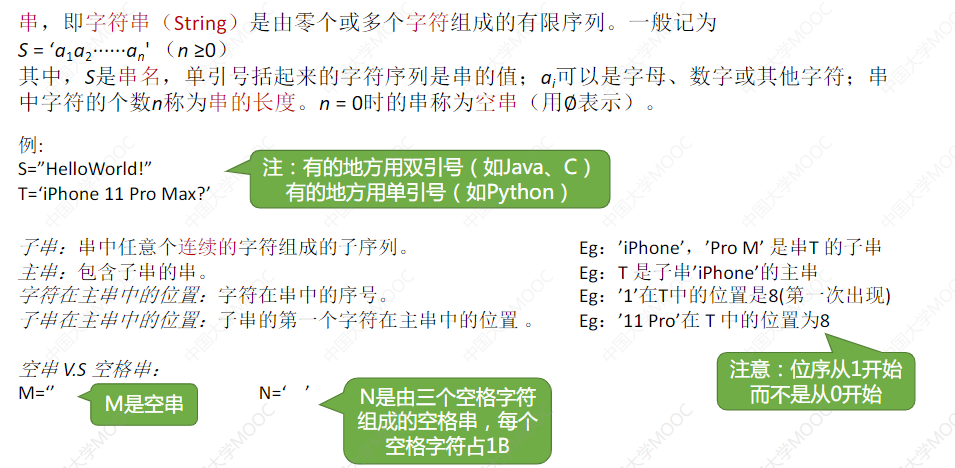 串，即字符串（String）是由零个或多个字符组成的有限序列。一般记为
S = ‘a1a2······an' （n ≥0）
其中，S是串名，单引号括起来的字符序列是串的值；ai可以是字母、数字或其他字符；串
中字符的个数n称为串的长度。n = 0时的串称为空串（用∅表示）。
例:
S=”HelloWorld!”
T=‘iPhone 11 Pro Max?’
注：有的地方用双引号（如Java、C）
有的地方用单引号（如Python）
子串：串中任意个连续的字符组成的子序列。
Eg：’iPhone’，’Pro M’ 是串T 的子串
主串：包含子串的串。
Eg：T 是子串’iPhone’的主串
字符在主串中的位置：字符在串中的序号。
Eg：’1’在T中的位置是8(第一次出现)
子串在主串中的位置：子串的第一个字符在主串中的位置 。
Eg：’11 Pro’在 T 中的位置为8
注意：位序从1开始
而不是从0开始
空串 V.S 空格串：
M=‘’
M是空串
N=‘   ’
N是由三个空格字符
组成的空格串，每个
空格字符占1B
中国大学MOOC